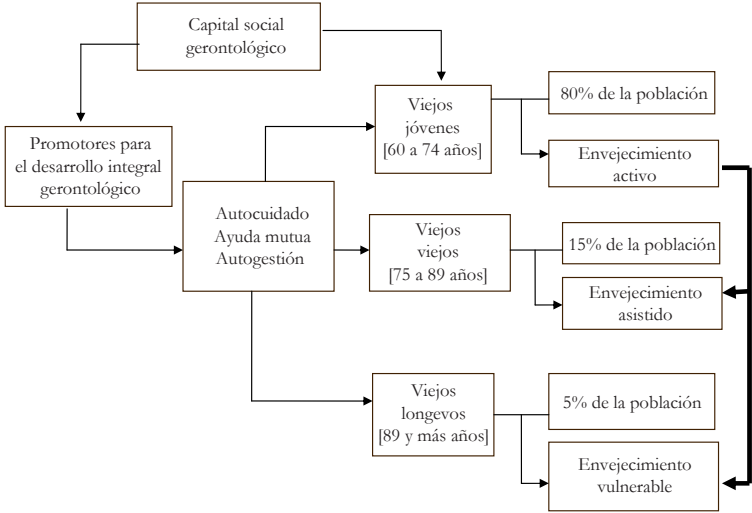 Capital social
gerontológico
Promotores para
el desarrollo integral
gerontológico
Autocuidado
Ayuda mutua
Autogestión
Viejos
jóvenes
[60 a 74 años]
80% de la población
Envejecimiento
activo
Viejos
viejos
[75 a 89 años]
15% de la población
Envejecimiento
asistido
Viejos
longevos
[89 y más años]
5% de la población
Envejecimiento
vulnerable